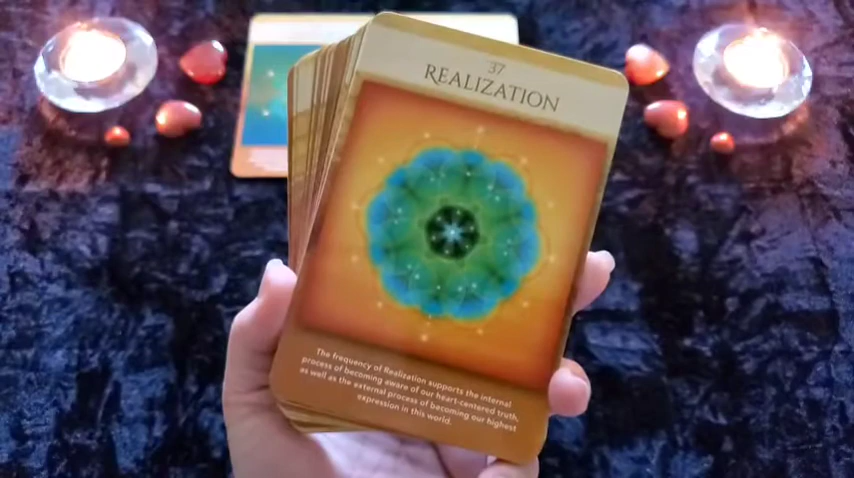 37
REALIZATION
The frequency of Realization supports the internal
process of becoming aware of our heart-centered truth,
as well as the external process of becoming our highest
expression in this world.